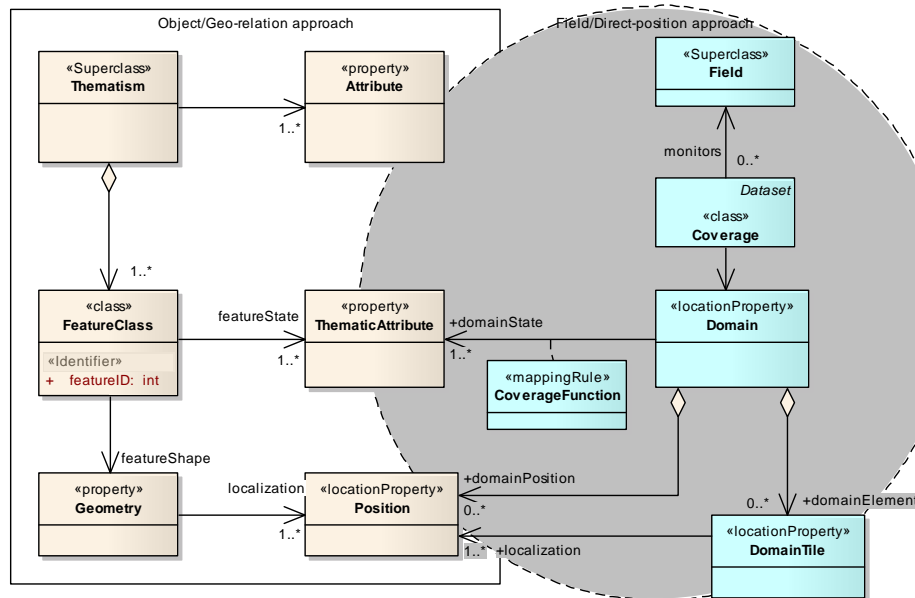 Object/Geo-relation approach
Field/Direct-position approach
«Superclass»
Thematism
«property»
Attribute
1..*
«Superclass»
Field
monitors
0..*
Dataset
«class»
Coverage
1..*
«class»
FeatureClass
«Identifier»
+ featureID: int
featureState
1..*
«property»
ThematicAttribute
+domainState
1..*
«locationProperty»
Domain
«mappingRule»
CoverageFunction
featureShape
«property»
Geometry
localization
1..*
«locationProperty»
Position
+domainPosition
0..*
0..*
+domainElement
1..*
+localization
«locationProperty»
DomainTile